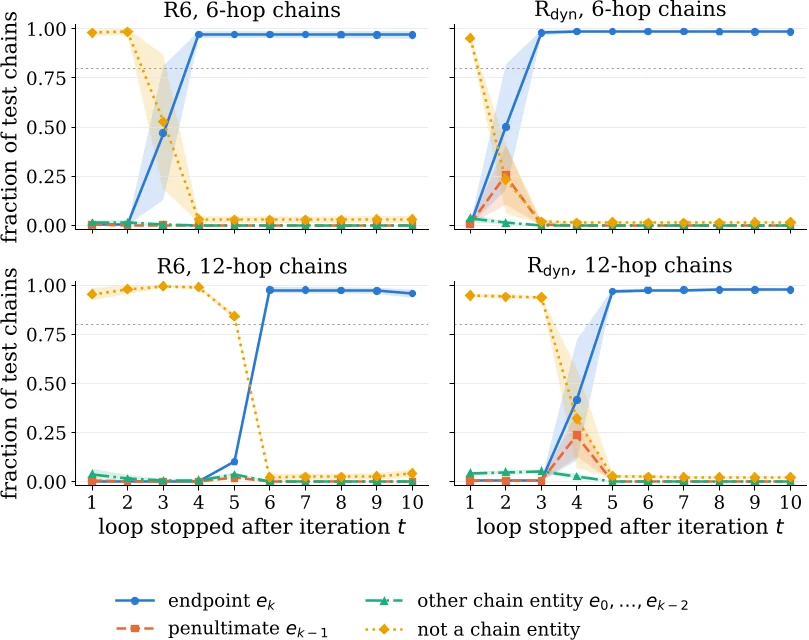 R6, 6-hop chains
R_dyn, 6-hop chains
fraction of test chains
1.00
0.75
0.50
0.25
0.00
R6, 12-hop chains
R_dyn, 12-hop chains
fraction of test chains
1.00
0.75
0.50
0.25
0.00
1 2 3 4 5 6 7 8 9 10
1 2 3 4 5 6 7 8 9 10
loop stopped after iteration t
loop stopped after iteration t
endpoint e_k
other chain entity e_0, ..., e_{k−2}
penultimate e_{k−1}
not a chain entity